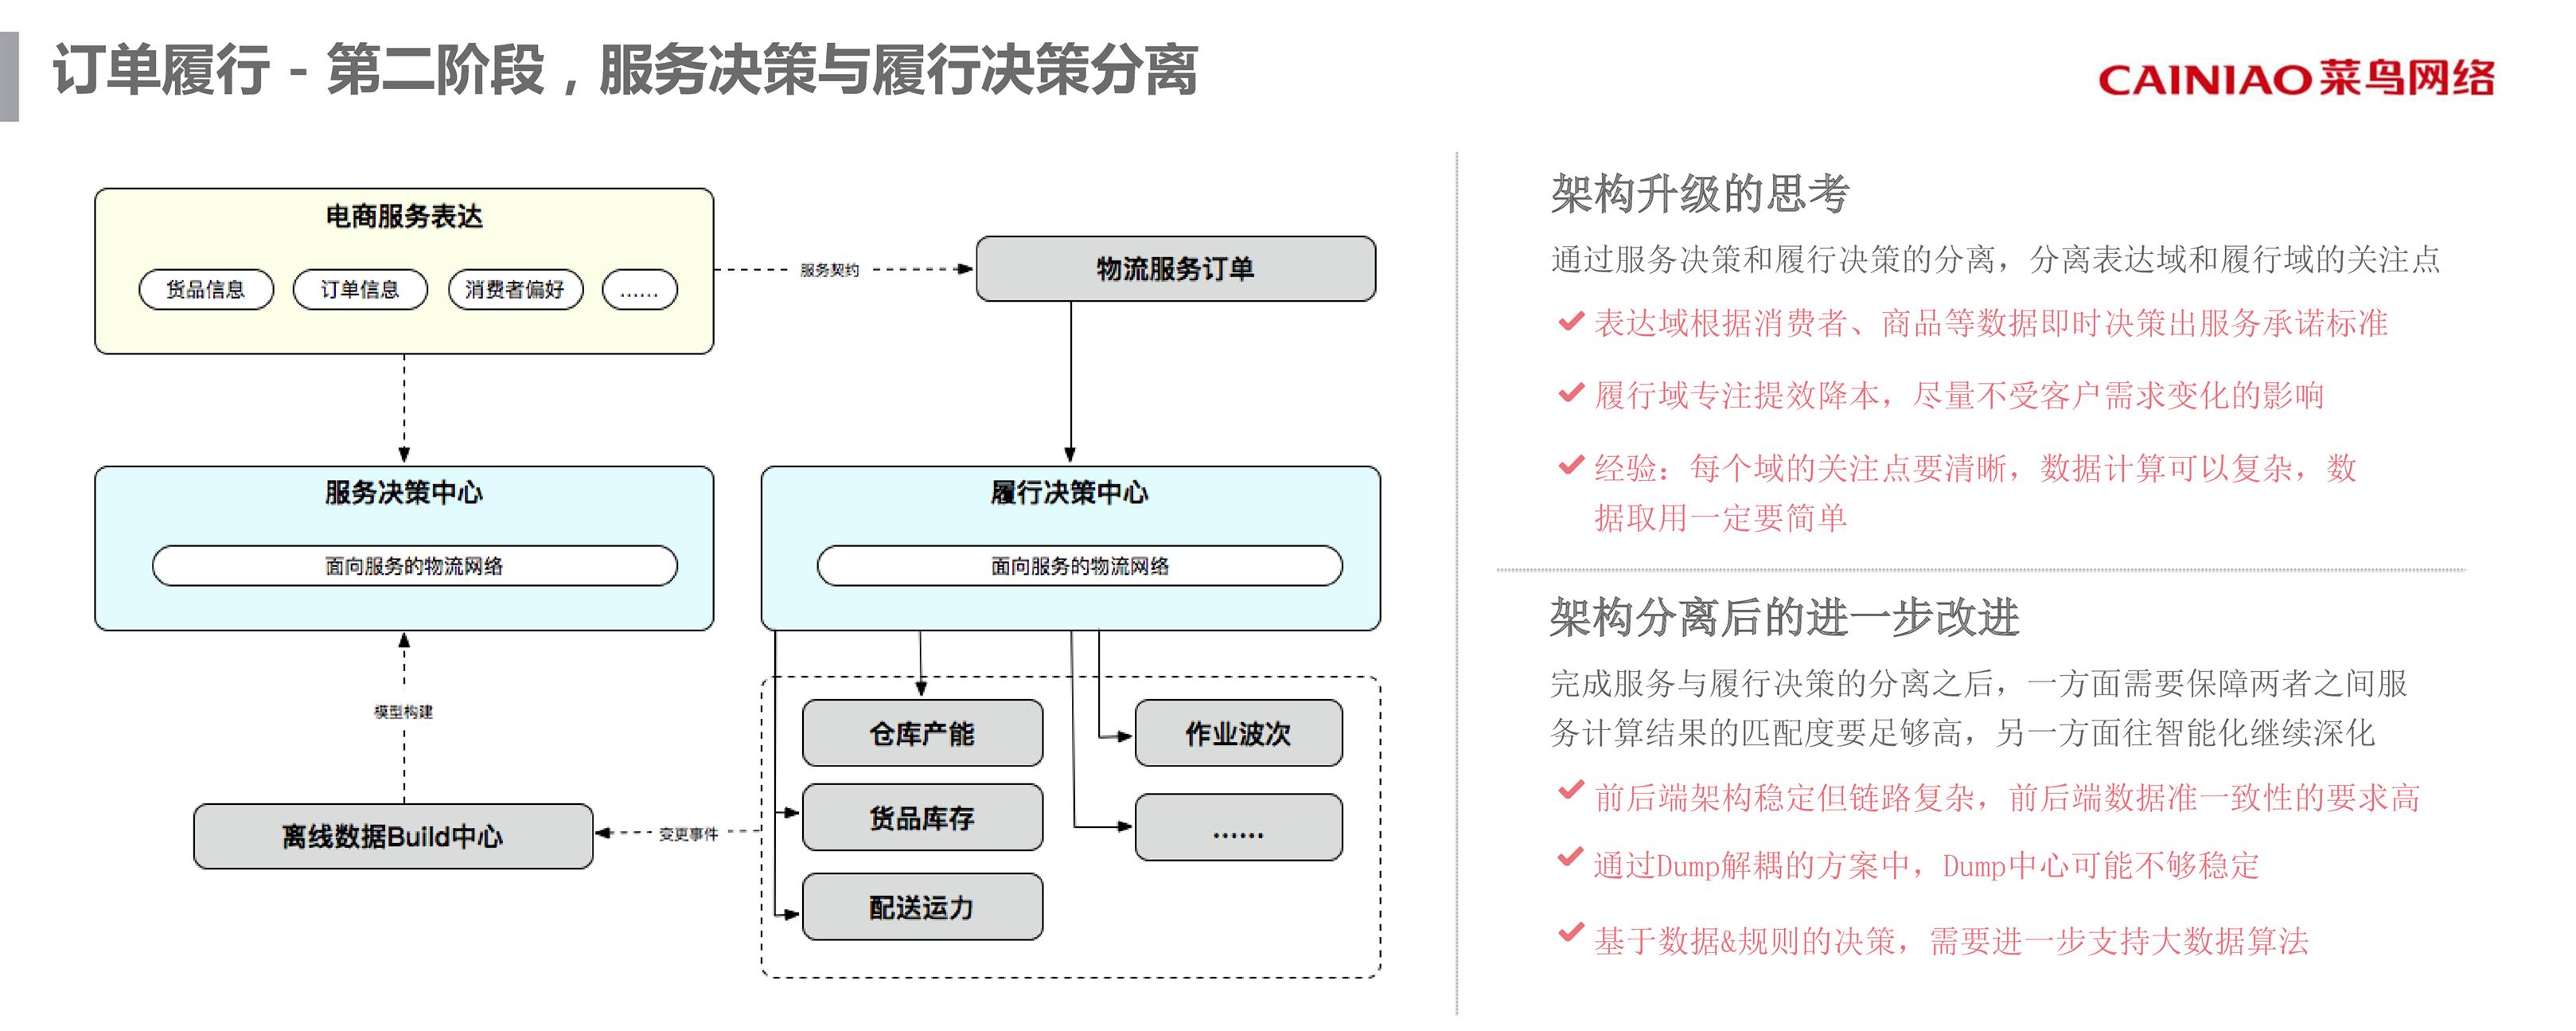 订单履行 - 第二阶段，服务决策与履行决策分离
CAINIAO菜鸟网络
电商服务表达
货品信息
订单信息
消费者偏好
......
服务契约
物流服务订单
服务决策中心
面向服务的物流网络
履行决策中心
面向服务的物流网络
模型构建
离线数据Build中心
变更事件
仓库产能
货品库存
配送运力
作业波次
......
架构升级的思考
通过服务决策和履行决策的分离，分离表达域和履行域的关注点
表达域根据消费者、商品等数据即时决策出服务承诺标准
履行域专注提效降本，尽量不受客户需求变化的影响
经验：每个域的关注点要清晰，数据计算可以复杂，数
据取用一定要简单
架构分离后的进一步改进
完成服务与履行决策的分离之后，一方面需要保障两者之间服
务计算结果的匹配度要足够高，另一方面往智能化继续深化
前后端架构稳定但链路复杂，前后端数据准一致性的要求高
通过Dump解耦的方案中，Dump中心可能不够稳定
基于数据&规则的决策，需要进一步支持大数据算法